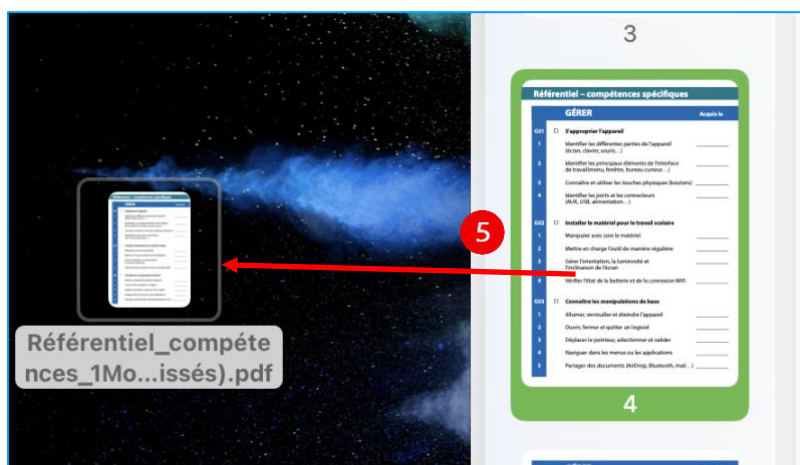 3
Référentiel – compétences spécifiques
GÉRER Acquis le
G01 S'approprier l'appareil
1 Identifier les différentes parties de l'appareil
(écran, clavier, souris…)
2 Identifier les principaux éléments de l'interface
de travail(menu, fenêtre, bureau curseur…)
3 Connaître et utiliser les touches physiques (boutons)
4 Identifier les ports et les connecteurs
(AUX, USB, alimentation…)
G02 Installer le matériel pour le travail scolaire
1 Manipuler avec soin le matériel
2 Mettre en charge l'outil de manière régulière
3 Gérer l'orientation, la luminosité et
l'inclinaison de l'écran
4 Vérifier l'état de la batterie et de la connexion WIFI
G03 Connaître les manipulations de base
1 Allumer, verrouiller et éteindre l'appareil
2 Ouvrir, fermer et quitter un logiciel
3 Déplacer le pointeur, sélectionner et valider
4 Naviguer dans les menus ou les applications
5 Partager des documents (AirDrop, Bluetooth, mail…)
4
5
Référentiel_compéte
nces_1Mo...issés).pdf